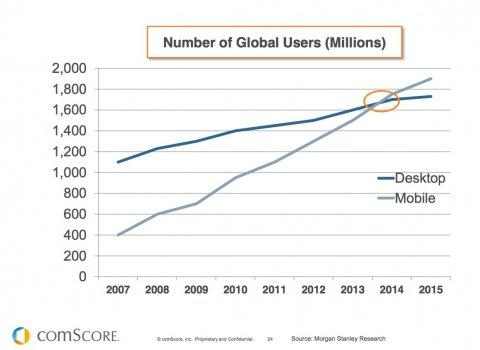 Number of Global Users (Millions)
2,000
1,800
1,600
1,400
1,200
1,000
800
600
400
200
0
Desktop
Mobile
2007 2008 2009 2010 2011 2012 2013 2014 2015
comScore.
© comScore, Inc. Proprietary and Confidential. 24 Source: Morgan Stanley Research